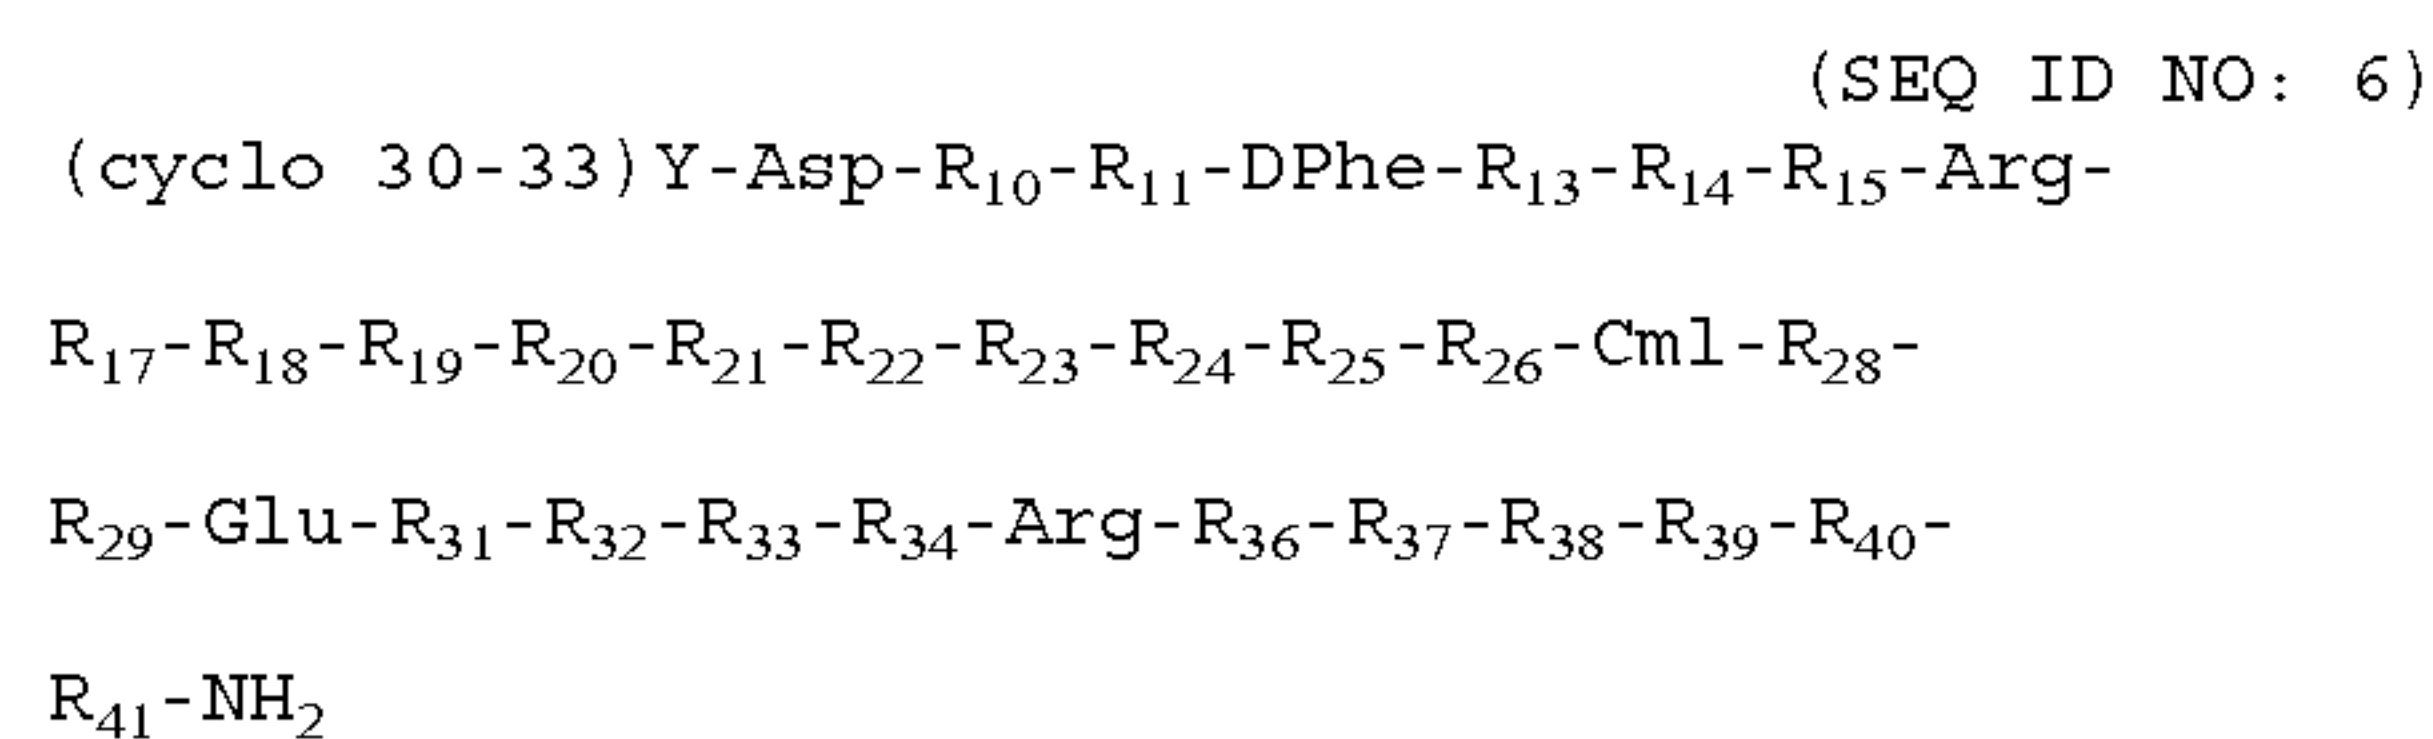 (SEQ ID NO: 6)
(cyclo 30-33)Y-Asp-R₁₀-R₁₁-DPhe-R₁₃-R₁₄-R₁₅-Arg-
R₁₇-R₁₈-R₁₉-R₂₀-R₂₁-R₂₂-R₂₃-R₂₄-R₂₅-R₂₆-Cml-R₂₈-
R₂₉-Glu-R₃₁-R₃₂-R₃₃-R₃₄-Arg-R₃₆-R₃₇-R₃₈-R₃₉-R₄₀-
R₄₁-NH₂